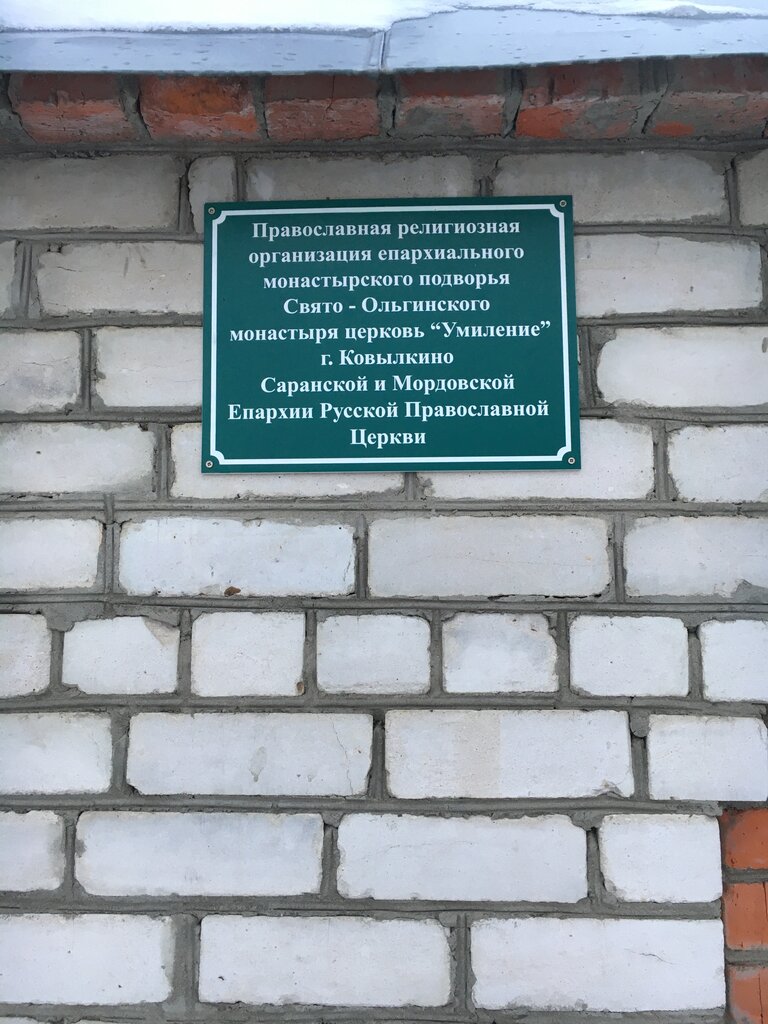 Православная религиозная
организация епархиального
монастырского подворья
Свято - Ольгинского
монастыря церковь “Умиление”
г. Ковылкино
Саранской и Мордовской
Епархии Русской Православной
Церкви